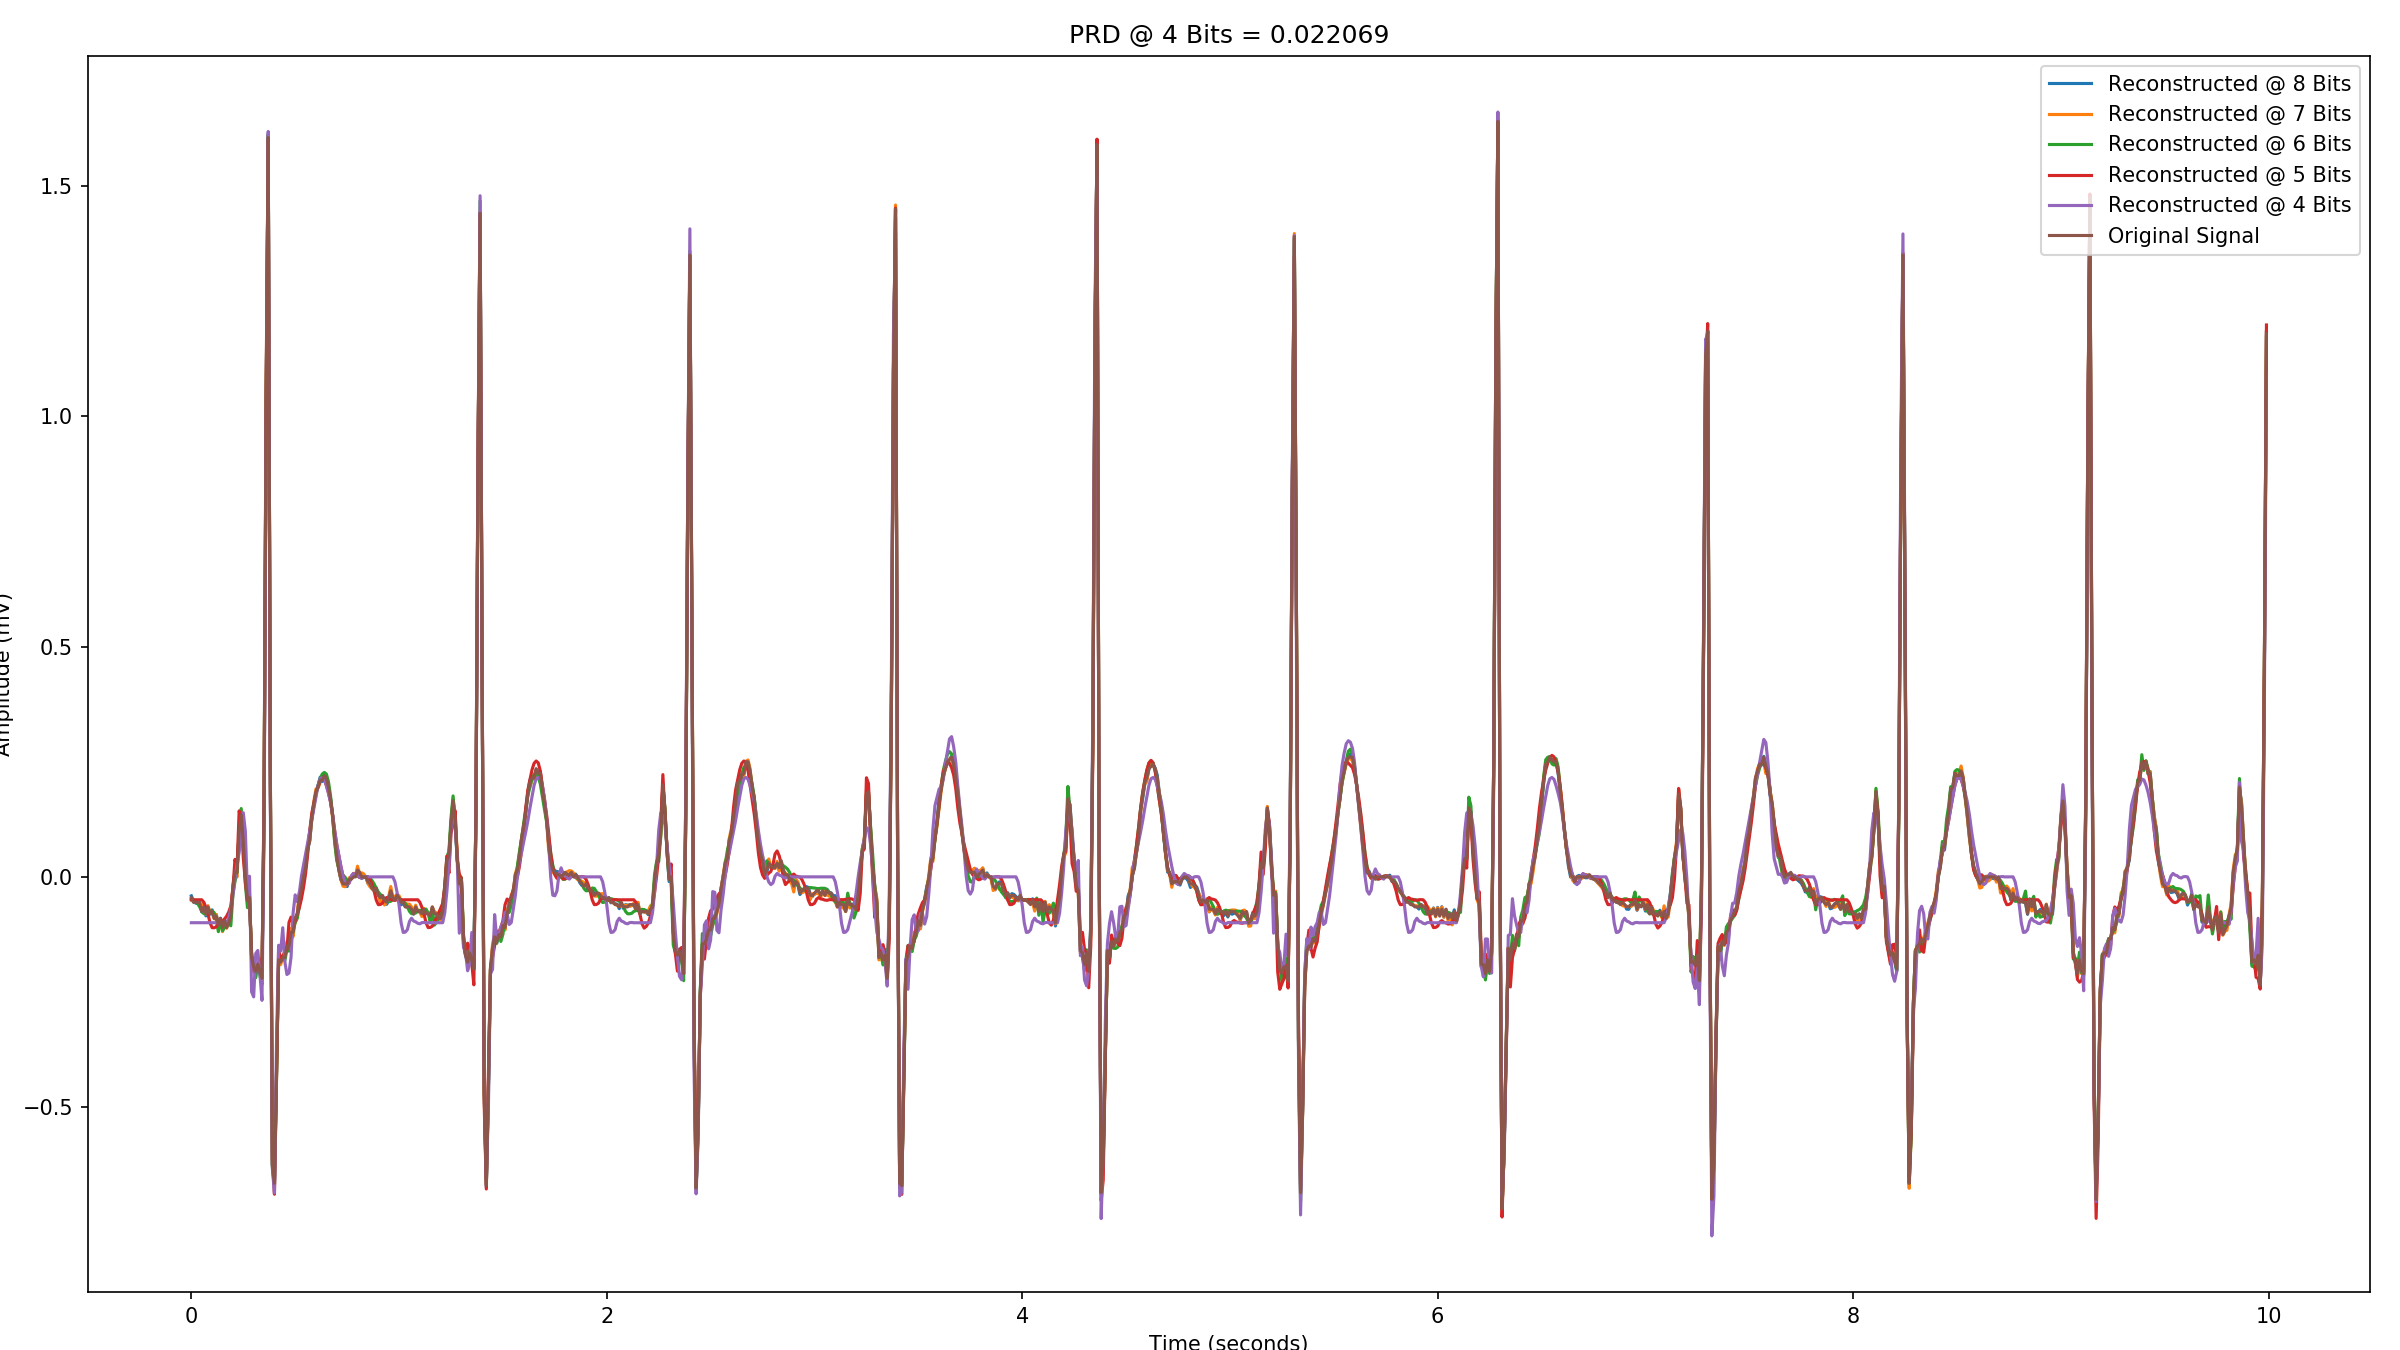 PRD @ 4 Bits = 0.022069
Reconstructed @ 8 Bits
Reconstructed @ 7 Bits
Reconstructed @ 6 Bits
Reconstructed @ 5 Bits
Reconstructed @ 4 Bits
Original Signal
1.5
1.0
0.5
0.0
−0.5
Amplitude (mV)
0 2 4 6 8 10
Time (seconds)